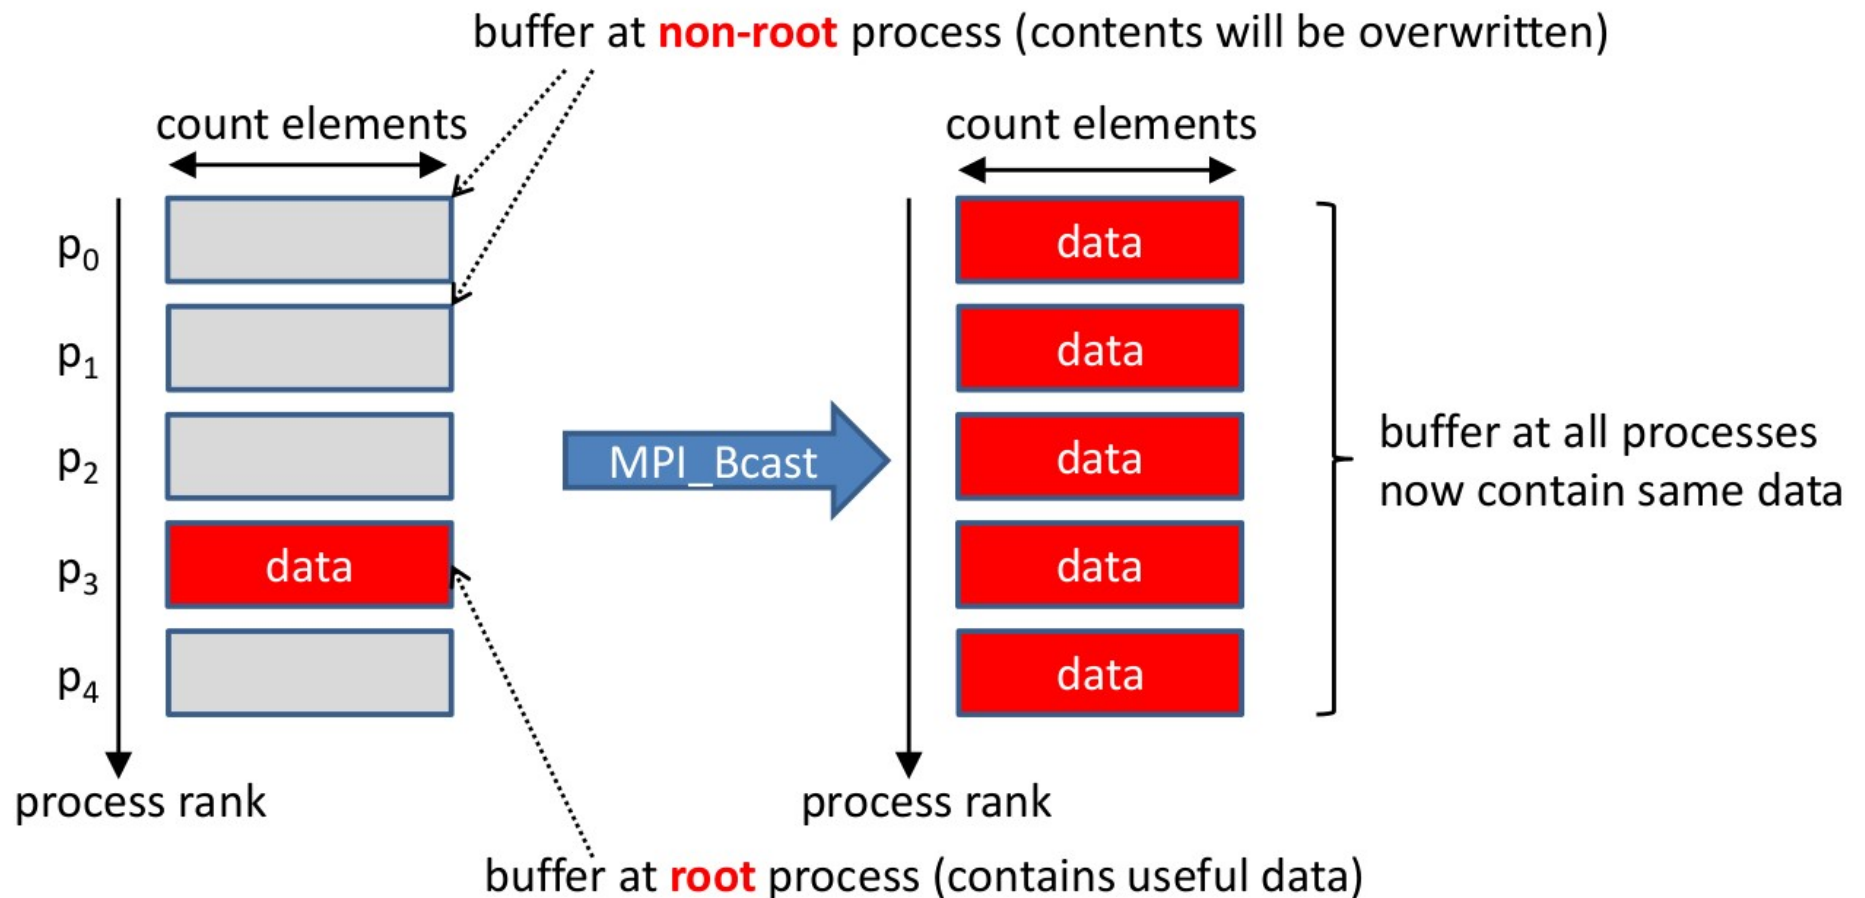 buffer at non-root process (contents will be overwritten)
count elements
count elements
p₀
data
p₁
data
p₂
MPI_Bcast
data
buffer at all processes
now contain same data
p₃
data
data
p₄
data
process rank
process rank
buffer at root process (contains useful data)